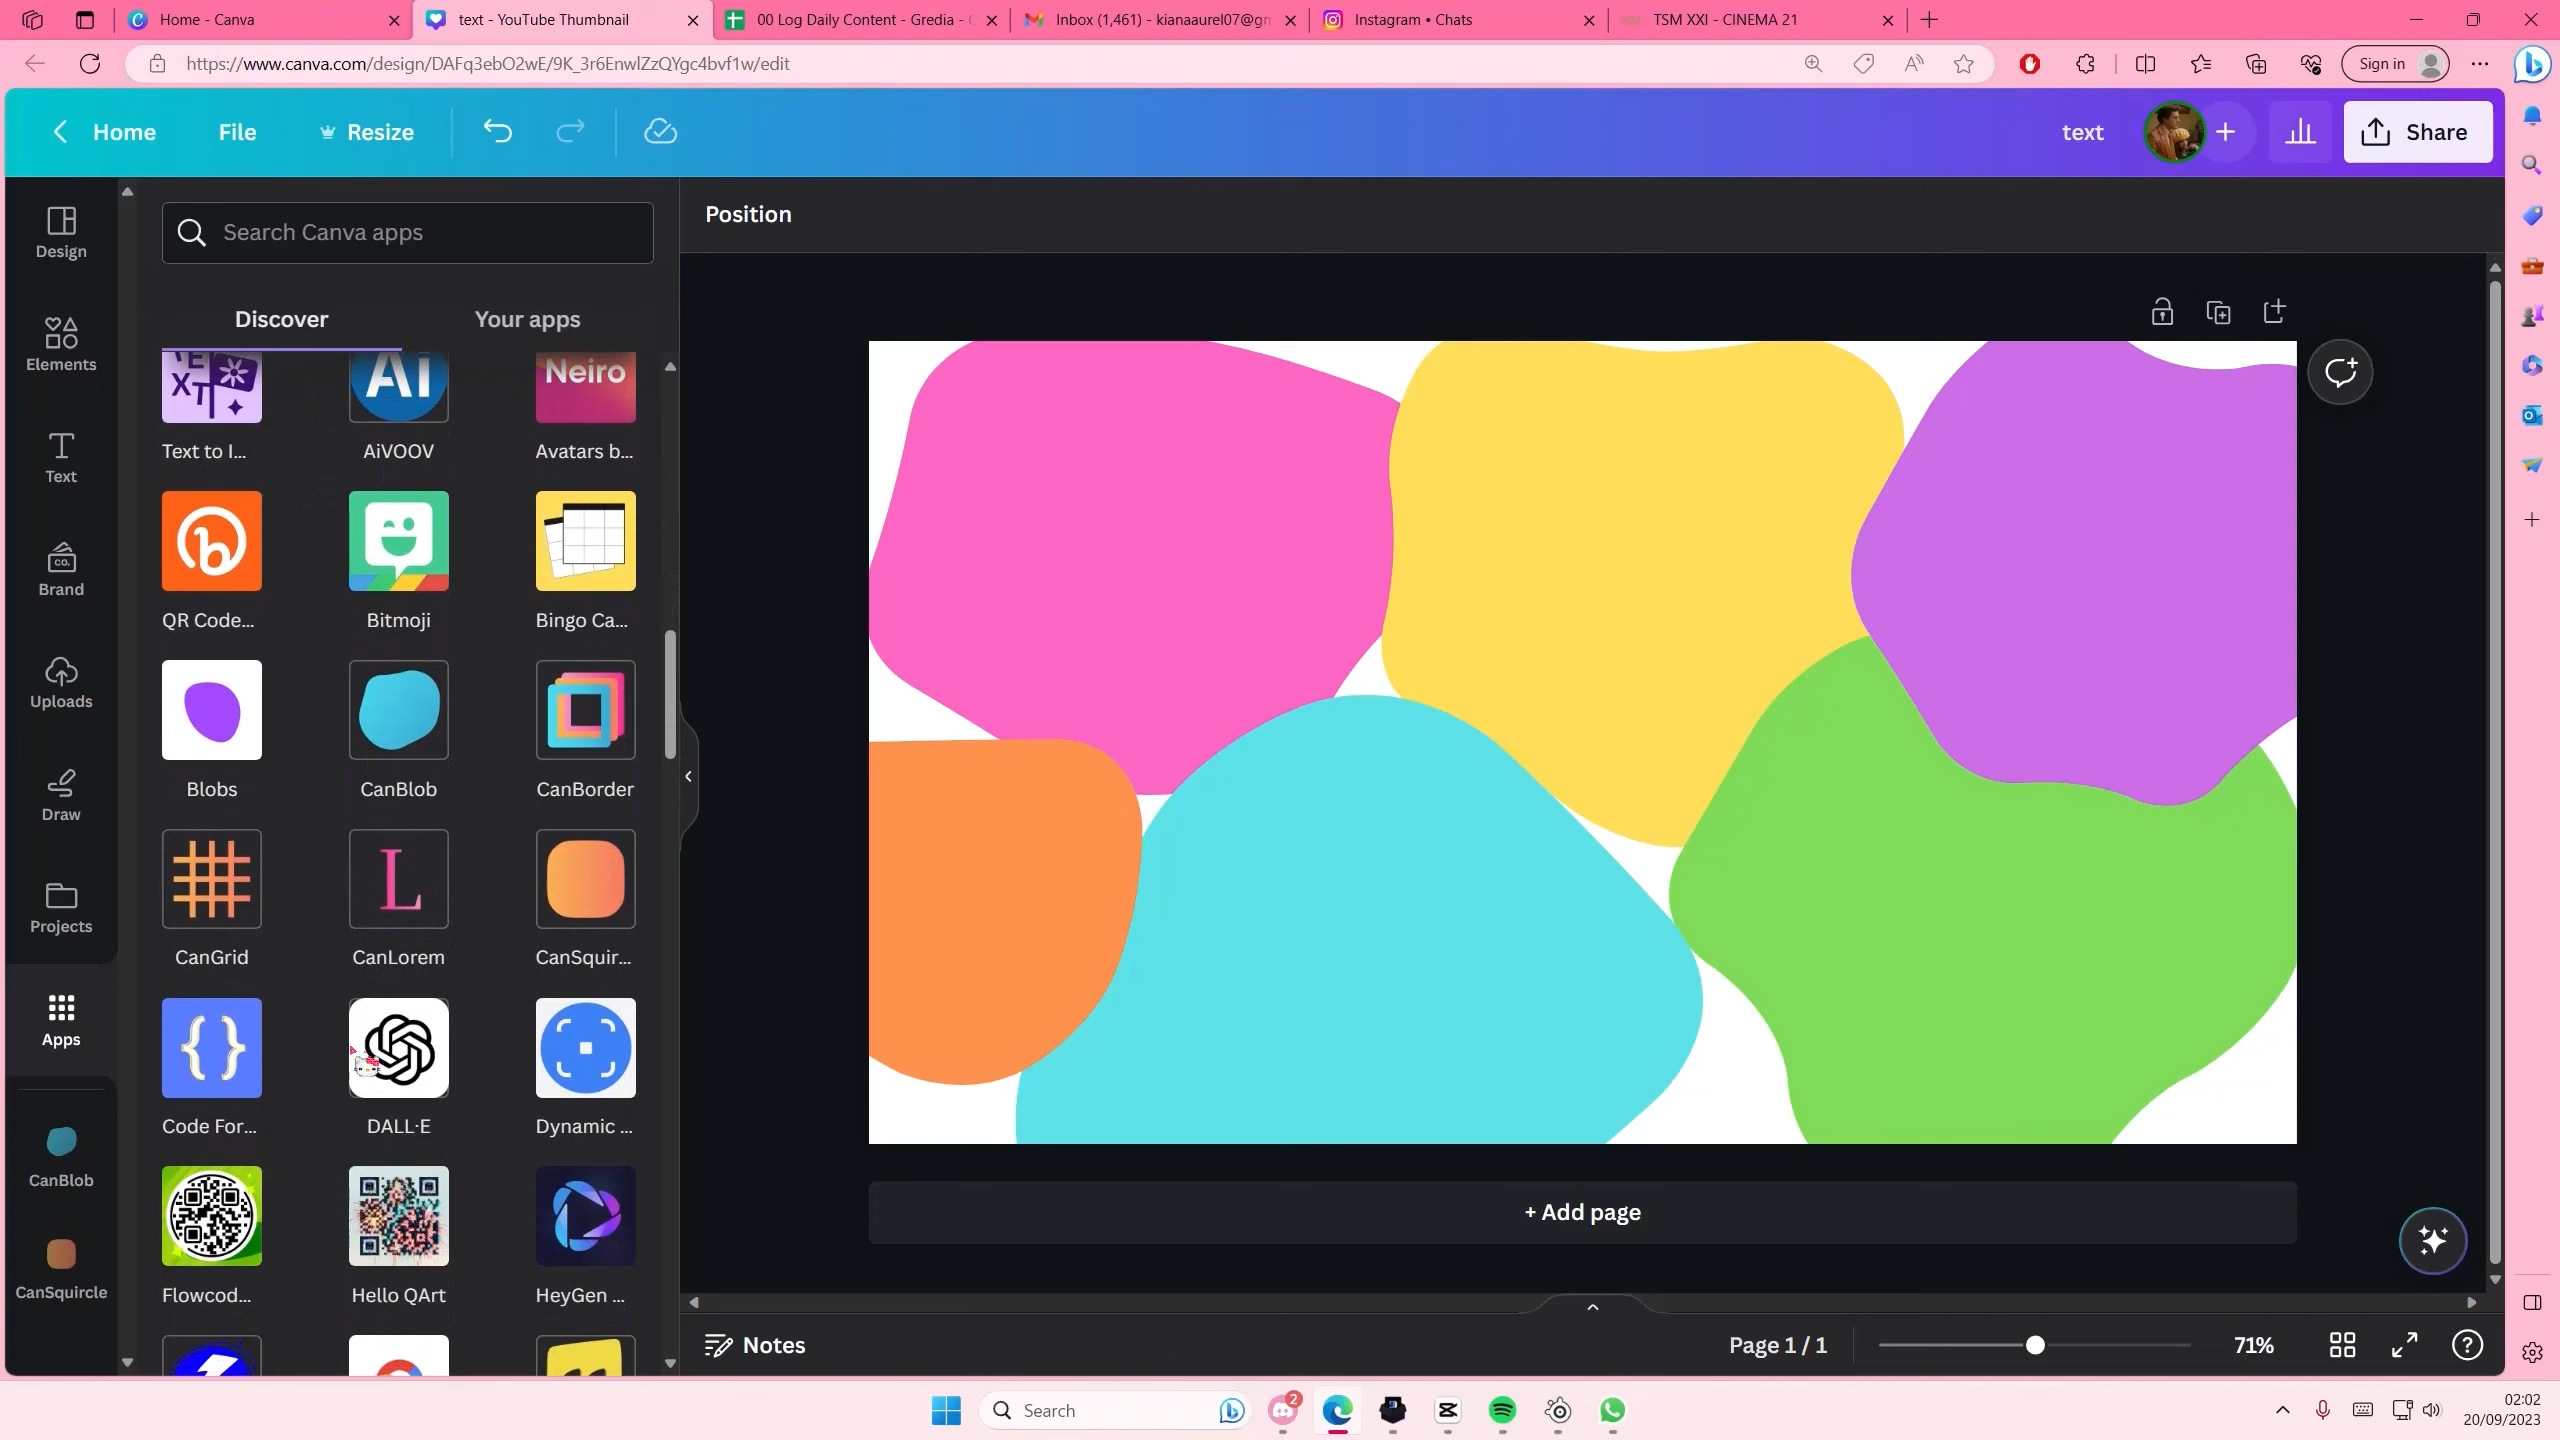 Home - Canva
text - YouTube Thumbnail
00 Log Daily Content - Gredia -
Inbox (1,461) - kianaaurel07@gm
Instagram • Chats
TSM XXI - CINEMA 21
https://www.canva.com/design/DAFq3ebO2wE/9K_3r6EnwlZzQYgc4bvf1w/edit
Sign in
Home
File
Resize
text
Share
Design
Elements
Text
Brand
Uploads
Draw
Projects
Apps
CanBlob
CanSquircle
Search Canva apps
Position
Discover
Your apps
Ai
Neiro
Text to I...
AiVOOV
Avatars b...
QR Code...
Bitmoji
Bingo Ca...
Blobs
CanBlob
CanBorder
L
CanGrid
CanLorem
CanSquir...
{}
Code For...
DALL·E
Dynamic ...
Flowcod...
Hello QArt
HeyGen ...
+ Add page
Notes
Page 1 / 1
71%
Search
2
02:02
20/09/2023